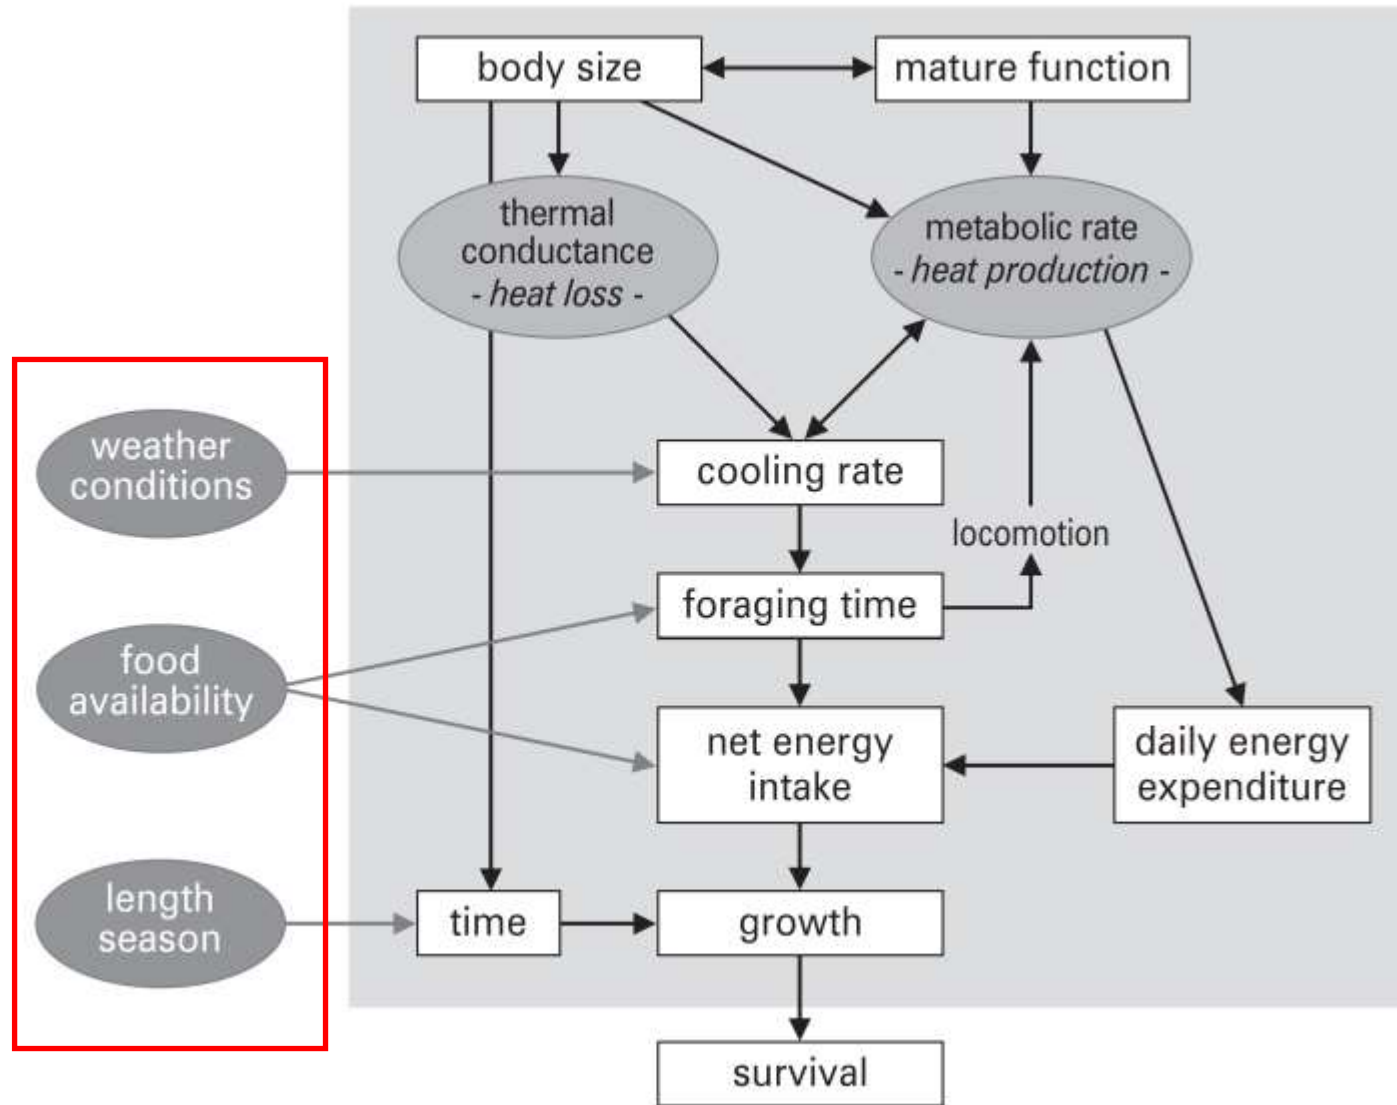 body size
mature function
thermal
conductance
- heat loss -
metabolic rate
- heat production -
weather
conditions
cooling rate
locomotion
food
availability
foraging time
net energy
intake
daily energy
expenditure
length
season
time
growth
survival